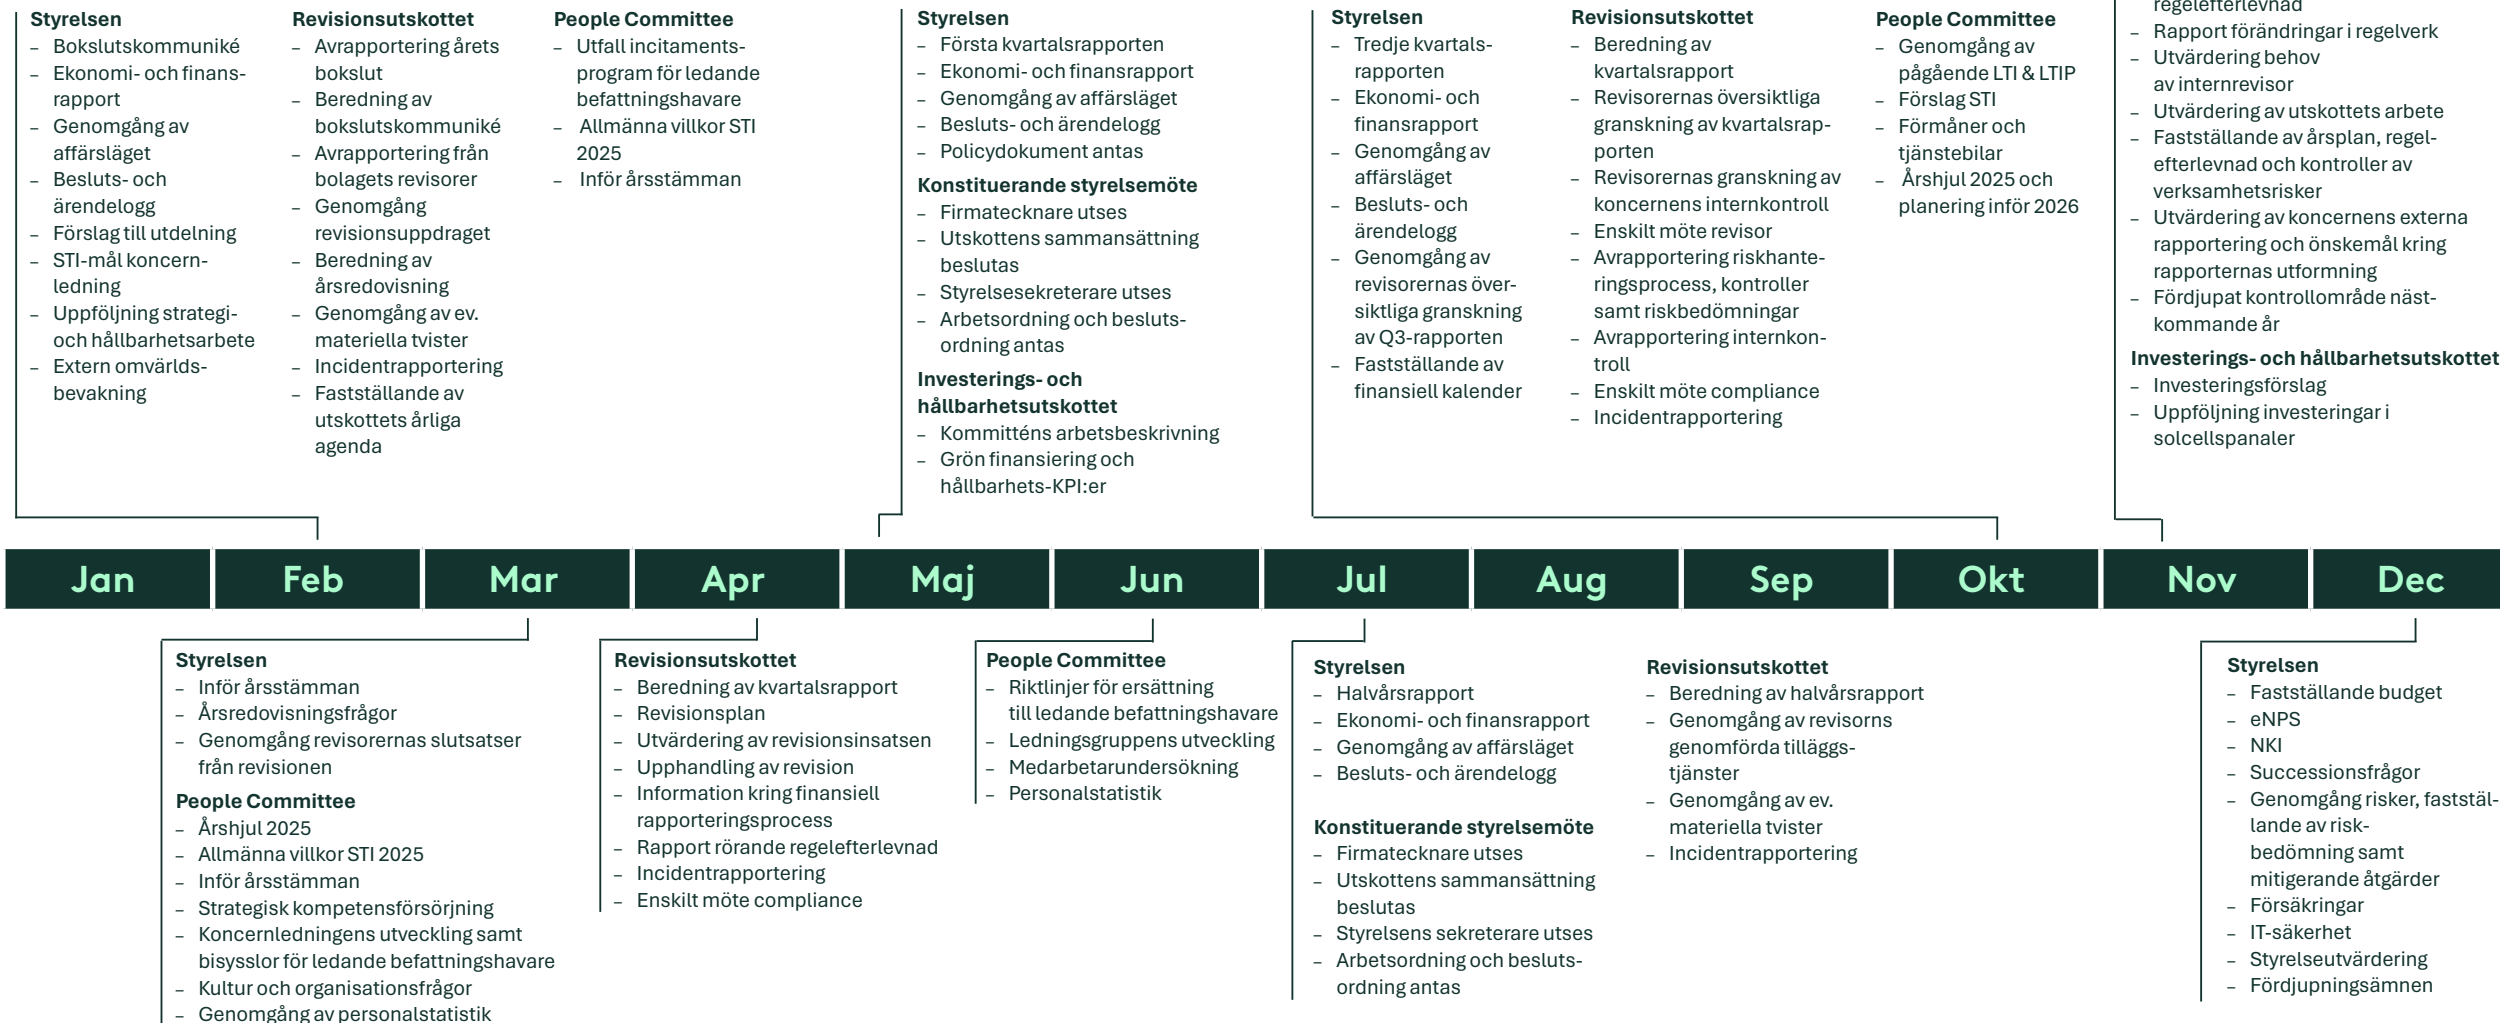 Styrelsen
– Bokslutskommuniké
– Ekonomi- och finans-
rapport
– Genomgång av
affärsläget
– Besluts- och
ärendelogg
– Förslag till utdelning
– STI-mål koncern-
ledning
– Uppföljning strategi-
och hållbarhetsarbete
– Extern omvärlds-
bevakning
Revisionsutskottet
– Avrapportering årets
bokslut
– Beredning av
bokslutskommuniké
– Avrapportering från
bolagets revisorer
– Genomgång
revisionsuppdraget
– Beredning av
årsredovisning
– Genomgång av ev.
materiella tvister
– Incidentrapportering
– Fastställande av
utskottets årliga
agenda
People Committee
– Utfall incitaments-
program för ledande
befattningshavare
– Allmänna villkor STI
2025
– Inför årsstämman
Styrelsen
– Första kvartalsrapporten
– Ekonomi- och finansrapport
– Genomgång av affärsläget
– Besluts- och ärendelogg
– Policydokument antas
Konstituerande styrelsemöte
– Firmatecknare utses
– Utskottens sammansättning
beslutas
– Styrelsesekreterare utses
– Arbetsordning och besluts-
ordning antas
Investerings- och
hållbarhetsutskottet
– Kommitténs arbetsbeskrivning
– Grön finansiering och
hållbarhets-KPI:er
Styrelsen
– Tredje kvartals-
rapporten
– Ekonomi- och
finansrapport
– Genomgång av
affärsläget
– Besluts- och
ärendelogg
– Genomgång av
revisorernas över-
siktliga granskning
av Q3-rapporten
– Fastställande av
finansiell kalender
Revisionsutskottet
– Beredning av
kvartalsrapport
– Revisorernas översiktliga
granskning av kvartalsrap-
porten
– Revisorernas granskning av
koncernens internkontroll
– Enskilt möte revisor
– Avrapportering riskhante-
ringsprocess, kontroller
samt riskbedömningar
– Avrapportering internkon-
troll
– Enskilt möte compliance
– Incidentrapportering
People Committee
– Genomgång av
pågående LTI & LTIP
– Förslag STI
– Förmåner och
tjänstebilar
– Årshjul 2025 och
planering inför 2026
regelefterlevnad
– Rapport förändringar i regelverk
– Utvärdering behov
av internrevisor
– Utvärdering av utskottets arbete
– Fastställande av årsplan, regel-
efterlevnad och kontroller av
verksamhetsrisker
– Utvärdering av koncernens externa
rapportering och önskemål kring
rapporternas utformning
– Fördjupat kontrollområde näst-
kommande år
Investerings- och hållbarhetsutskottet
– Investeringsförslag
– Uppföljning investeringar i
solcellspanaler
Jan Feb Mar Apr Maj Jun Jul Aug Sep Okt Nov Dec
Styrelsen
– Inför årsstämman
– Årsredovisningsfrågor
– Genomgång revisorernas slutsatser
från revisionen
People Committee
– Årshjul 2025
– Allmänna villkor STI 2025
– Inför årsstämman
– Strategisk kompetensförsörjning
– Koncernledningens utveckling samt
bisysslor för ledande befattningshavare
– Kultur och organisationsfrågor
– Genomgång av personalstatistik
Revisionsutskottet
– Beredning av kvartalsrapport
– Revisionsplan
– Utvärdering av revisionsinsatsen
– Upphandling av revision
– Information kring finansiell
rapporteringsprocess
– Rapport rörande regelefterlevnad
– Incidentrapportering
– Enskilt möte compliance
People Committee
– Riktlinjer för ersättning
till ledande befattningshavare
– Ledningsgruppens utveckling
– Medarbetarundersökning
– Personalstatistik
Styrelsen
– Halvårsrapport
– Ekonomi- och finansrapport
– Genomgång av affärsläget
– Besluts- och ärendelogg
Konstituerande styrelsemöte
– Firmatecknare utses
– Utskottens sammansättning
beslutas
– Styrelsens sekreterare utses
– Arbetsordning och besluts-
ordning antas
Revisionsutskottet
– Beredning av halvårsrapport
– Genomgång av revisorns
genomförda tilläggs-
tjänster
– Genomgång av ev.
materiella tvister
– Incidentrapportering
Styrelsen
– Fastställande budget
– eNPS
– NKI
– Successionsfrågor
– Genomgång risker, faststäl-
lande av risk-
bedömning samt
mitigerande åtgärder
– Försäkringar
– IT-säkerhet
– Styrelseutvärdering
– Fördjupningsämnen